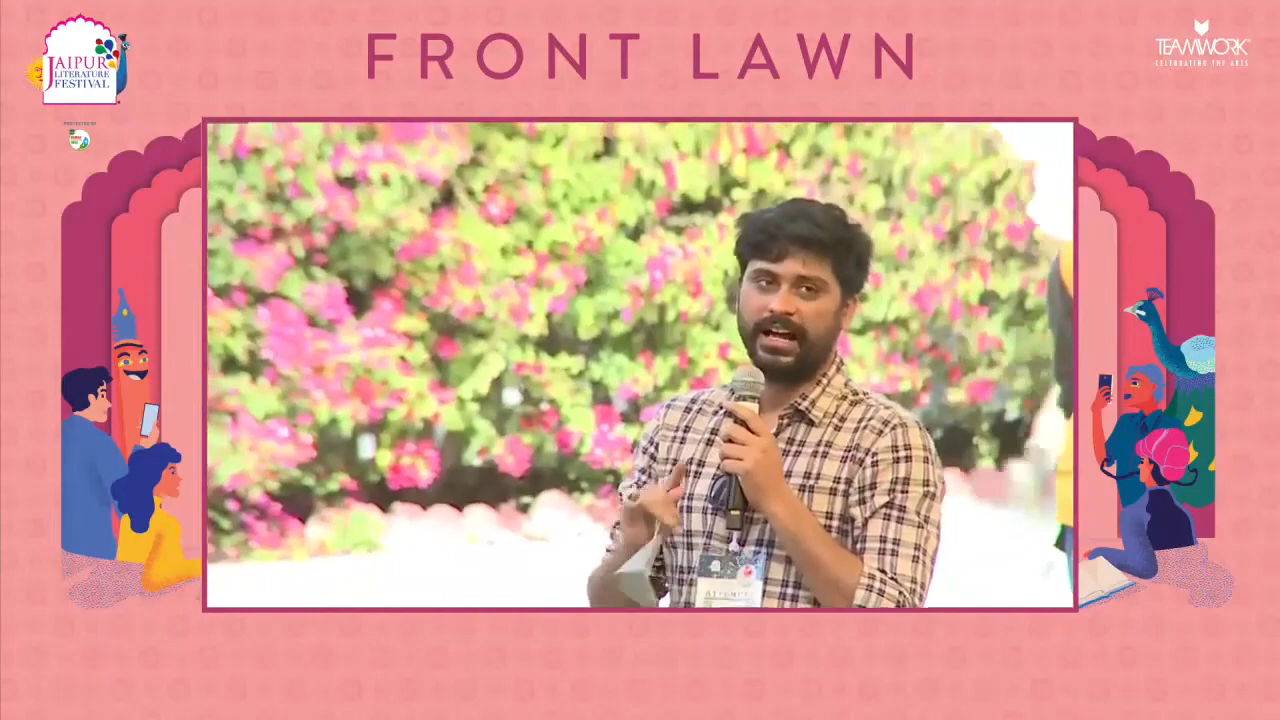 FRONT LAWN
JAIPUR
LITERATURE
FESTIVAL
TEAMWORK
CELEBRATING THE ARTS